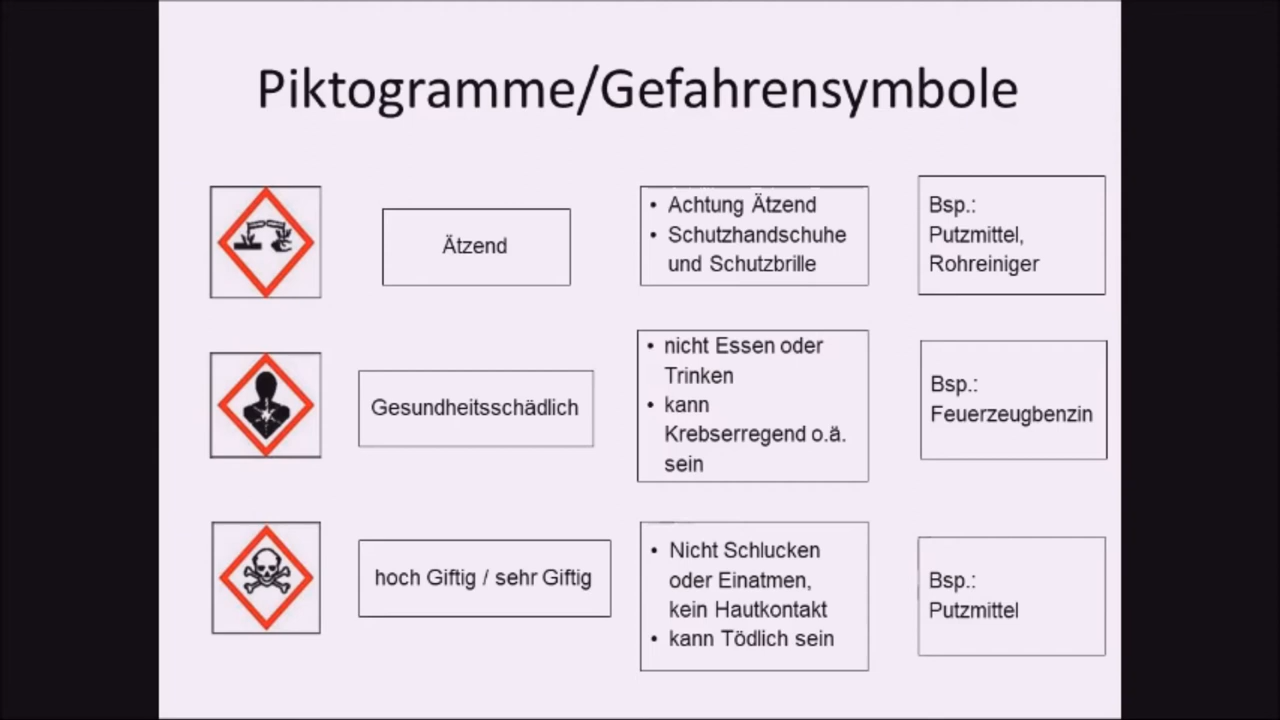 Piktogramme/Gefahrensymbole
Ätzend
• Achtung Ätzend
• Schutzhandschuhe
und Schutzbrille
Bsp.:
Putzmittel,
Rohreiniger
Gesundheitsschädlich
• nicht Essen oder
Trinken
• kann
Krebserregend o.ä.
sein
Bsp.:
Feuerzeugbenzin
hoch Giftig / sehr Giftig
• Nicht Schlucken
oder Einatmen,
kein Hautkontakt
• kann Tödlich sein
Bsp.:
Putzmittel